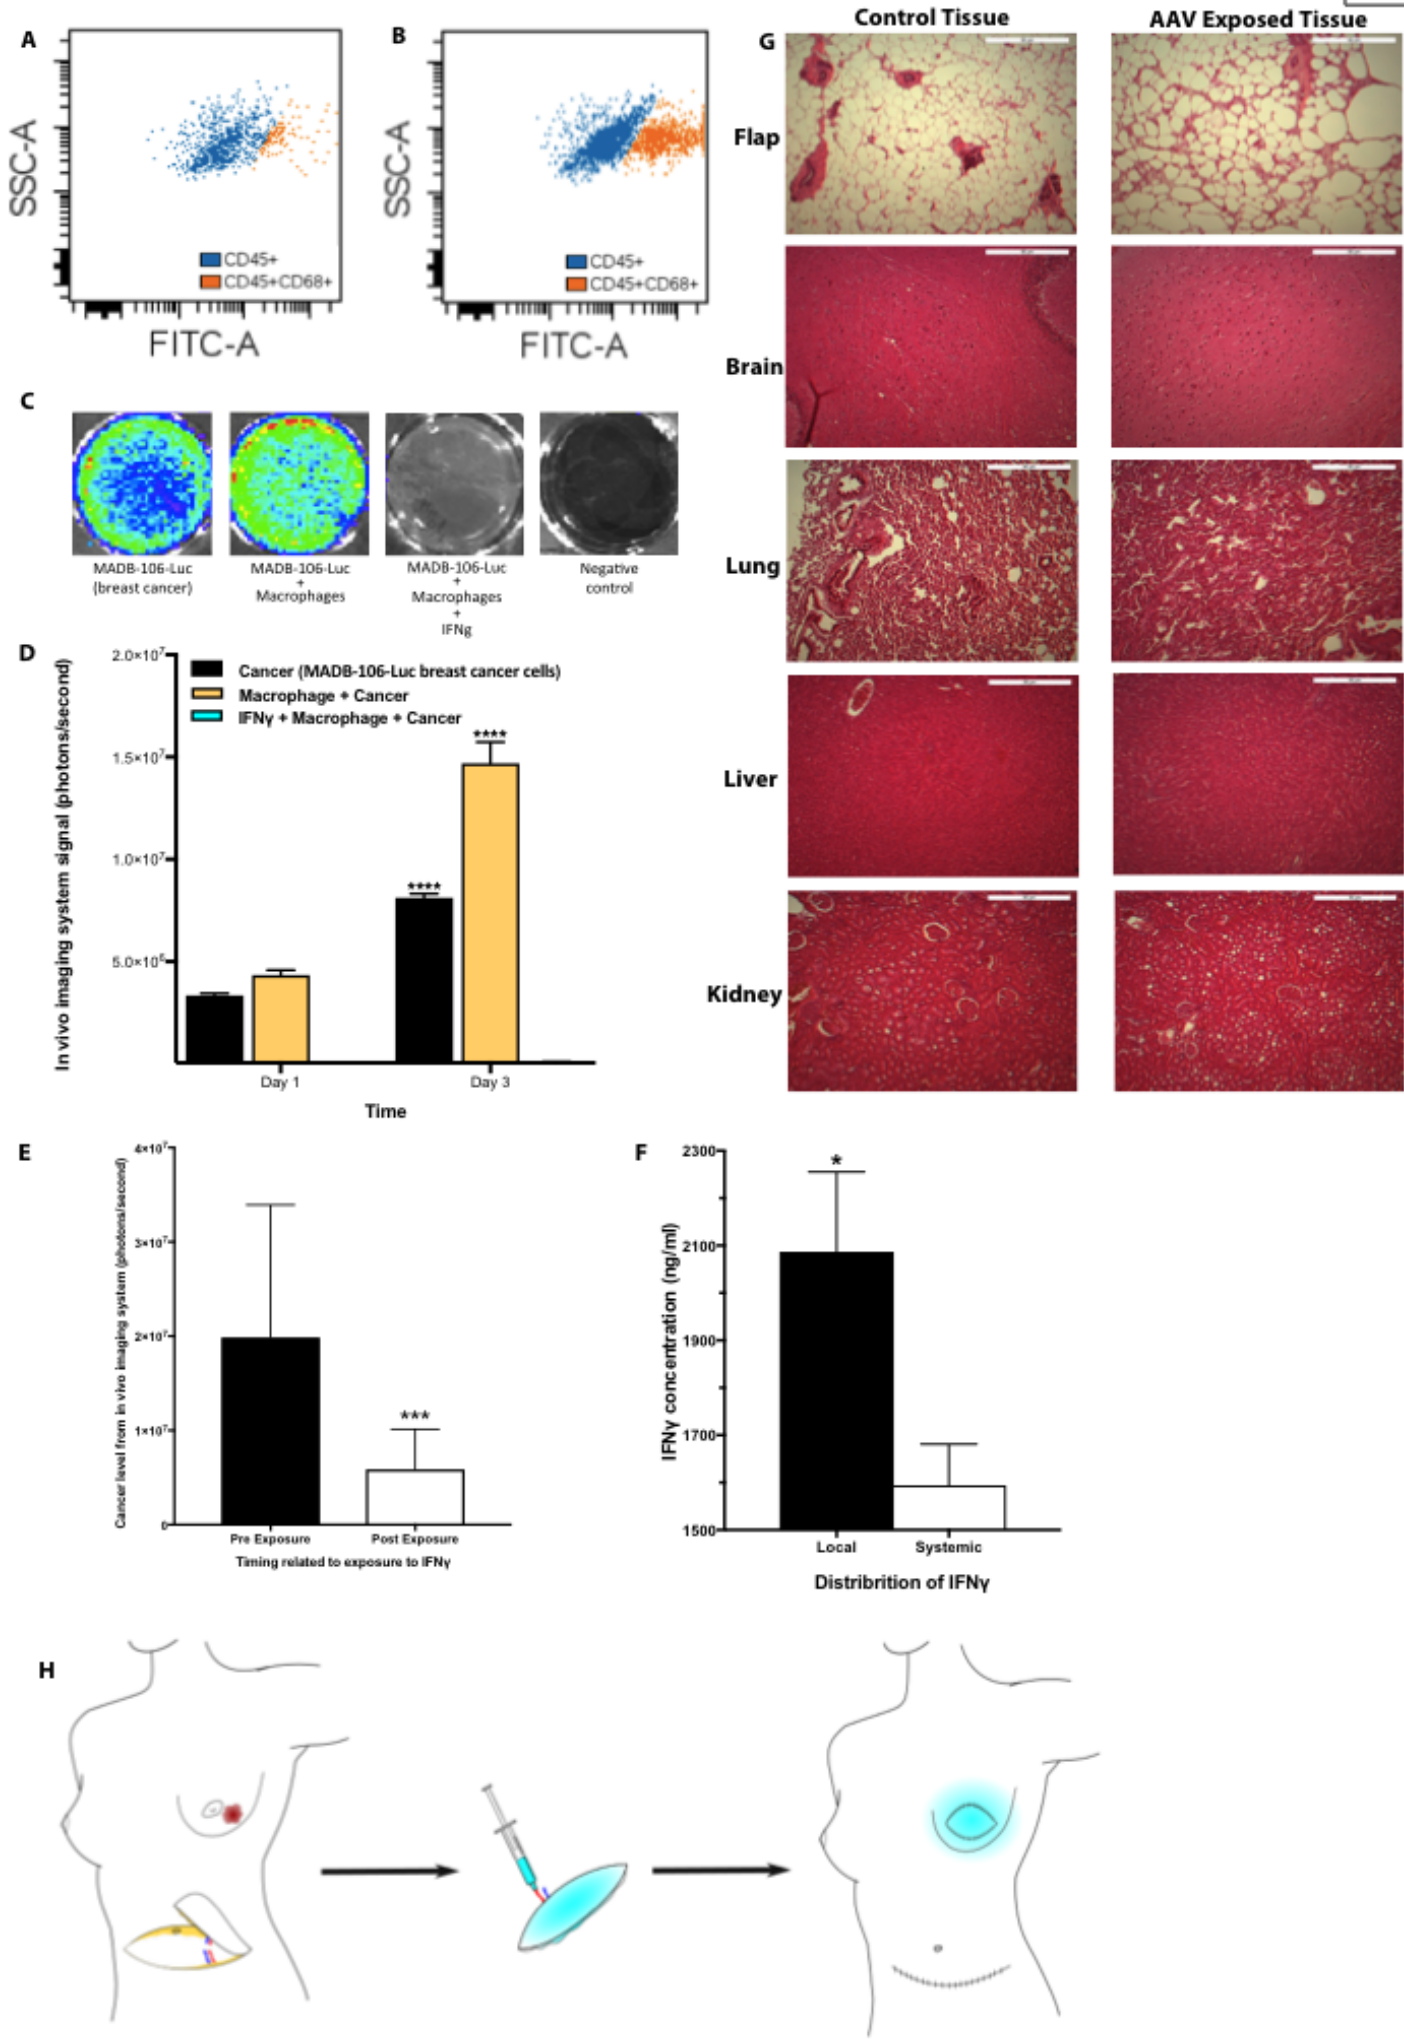 A
SSC-A
CD45+
CD45+CD68+
FITC-A
B
SSC-A
CD45+
CD45+CD68+
FITC-A
C
MADB-106-Luc
(breast cancer)
MADB-106-Luc
+
Macrophages
MADB-106-Luc
+
Macrophages
+
IFNg
Negative
control
D
In vivo imaging system signal (photons/second)
2.0×10⁷
1.5×10⁷
1.0×10⁷
5.0×10⁶
Cancer (MADB-106-Luc breast cancer cells)
Macrophage + Cancer
IFNγ + Macrophage + Cancer
****
****
Day 1
Day 3
Time
E
Cancer level from in vivo imaging system (photons/second)
4×10⁷
3×10⁷
2×10⁷
1×10⁷
0
***
Pre Exposure
Post Exposure
Timing related to exposure to IFNγ
F
IFNγ concentration (ng/ml)
2300
2100
1900
1700
1500
*
Local
Systemic
Distribrition of IFNγ
G
Control Tissue
AAV Exposed Tissue
Flap
Brain
Lung
Liver
Kidney
H